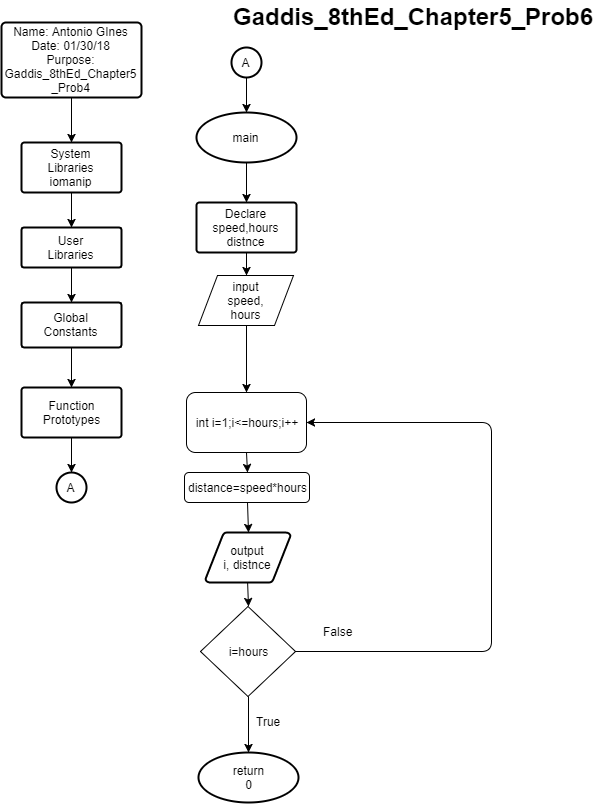 Gaddis_8thEd_Chapter5_Prob6
Name: Antonio GInes
Date: 01/30/18
Purpose:
Gaddis_8thEd_Chapter5
_Prob4
System
Libraries
iomanip
User
Libraries
Global
Constants
Function
Prototypes
A
A
main
Declare
speed,hours
distnce
input
speed,
hours
int i=1;i<=hours;i++
distance=speed*hours
output
i, distnce
i=hours
False
True
return
0